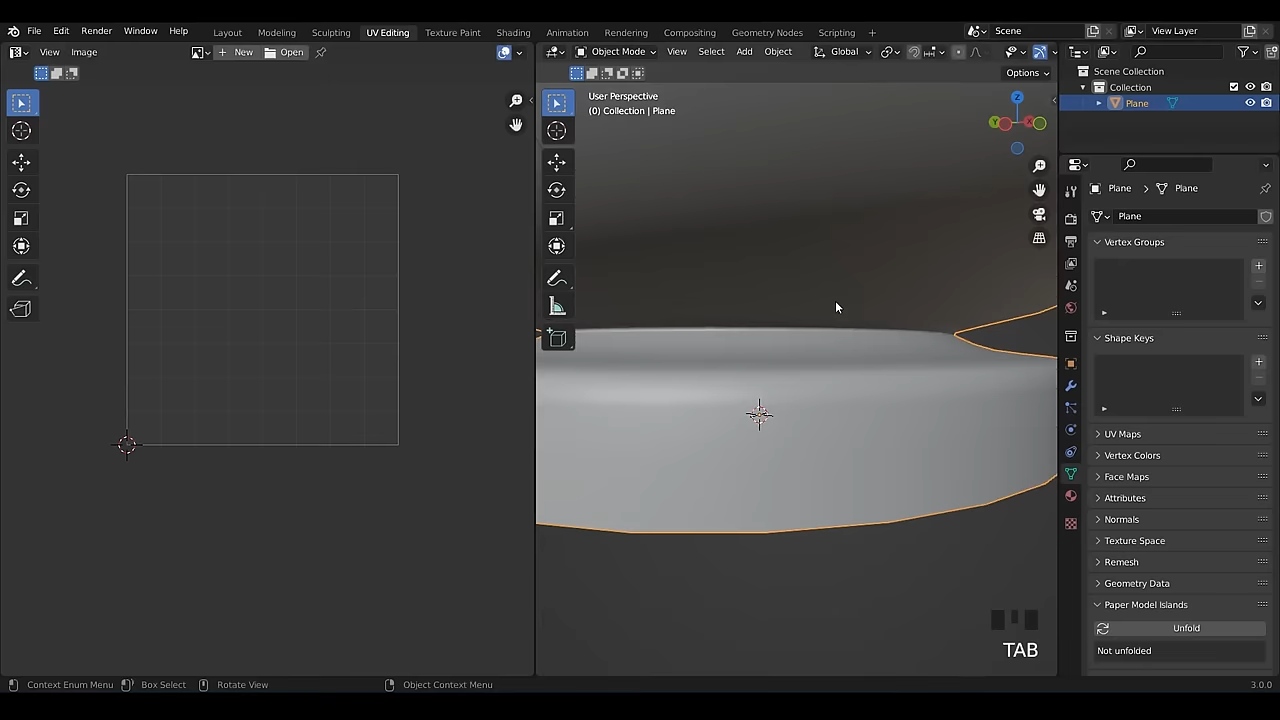 File Edit Render Window Help Layout Modeling Sculpting UV Editing Texture Paint Shading Animation Rendering Compositing Geometry Nodes Scripting + Scene View Layer
View Image New Open Object Mode View Select Add Object Global
Options
User Perspective
(0) Collection | Plane
Scene Collection
Collection
Plane
Plane Plane
Plane
Vertex Groups
Shape Keys
UV Maps
Vertex Colors
Face Maps
Attributes
Normals
Texture Space
Remesh
Geometry Data
Paper Model Islands
Unfold
Not unfolded
TAB
Context Enum Menu Box Select Rotate View Object Context Menu 3.0.0